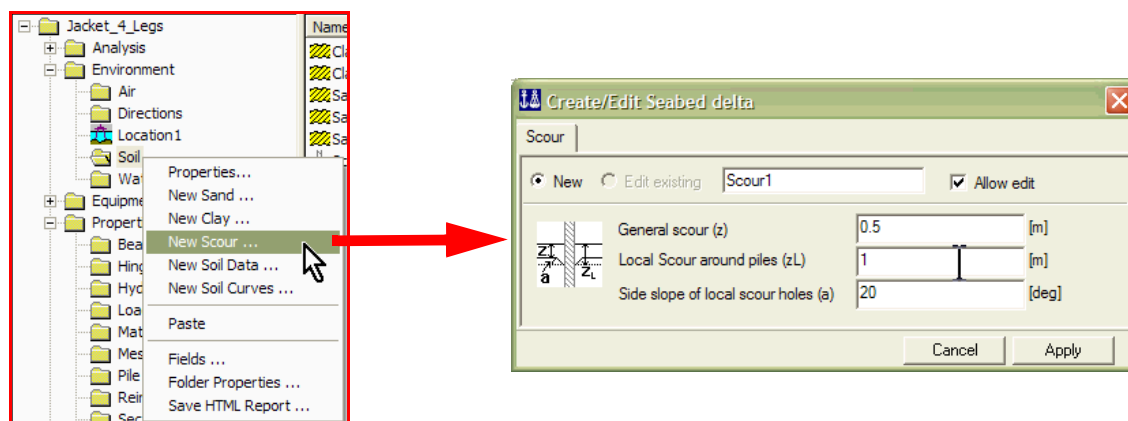 Jacket_4_Legs
Name
Analysis
Environment
Air
Directions
Location1
Soil
Properties...
New Sand ...
New Clay ...
New Scour ...
New Soil Data ...
New Soil Curves ...
Paste
Fields ...
Folder Properties ...
Save HTML Report ...
Create/Edit Seabed delta
Scour
New Edit existing Scour1 Allow edit
General scour (z) 0.5 [m]
Local Scour around piles (zL) 1 [m]
Side slope of local scour holes (a) 20 [deg]
z a ZL
Cancel Apply